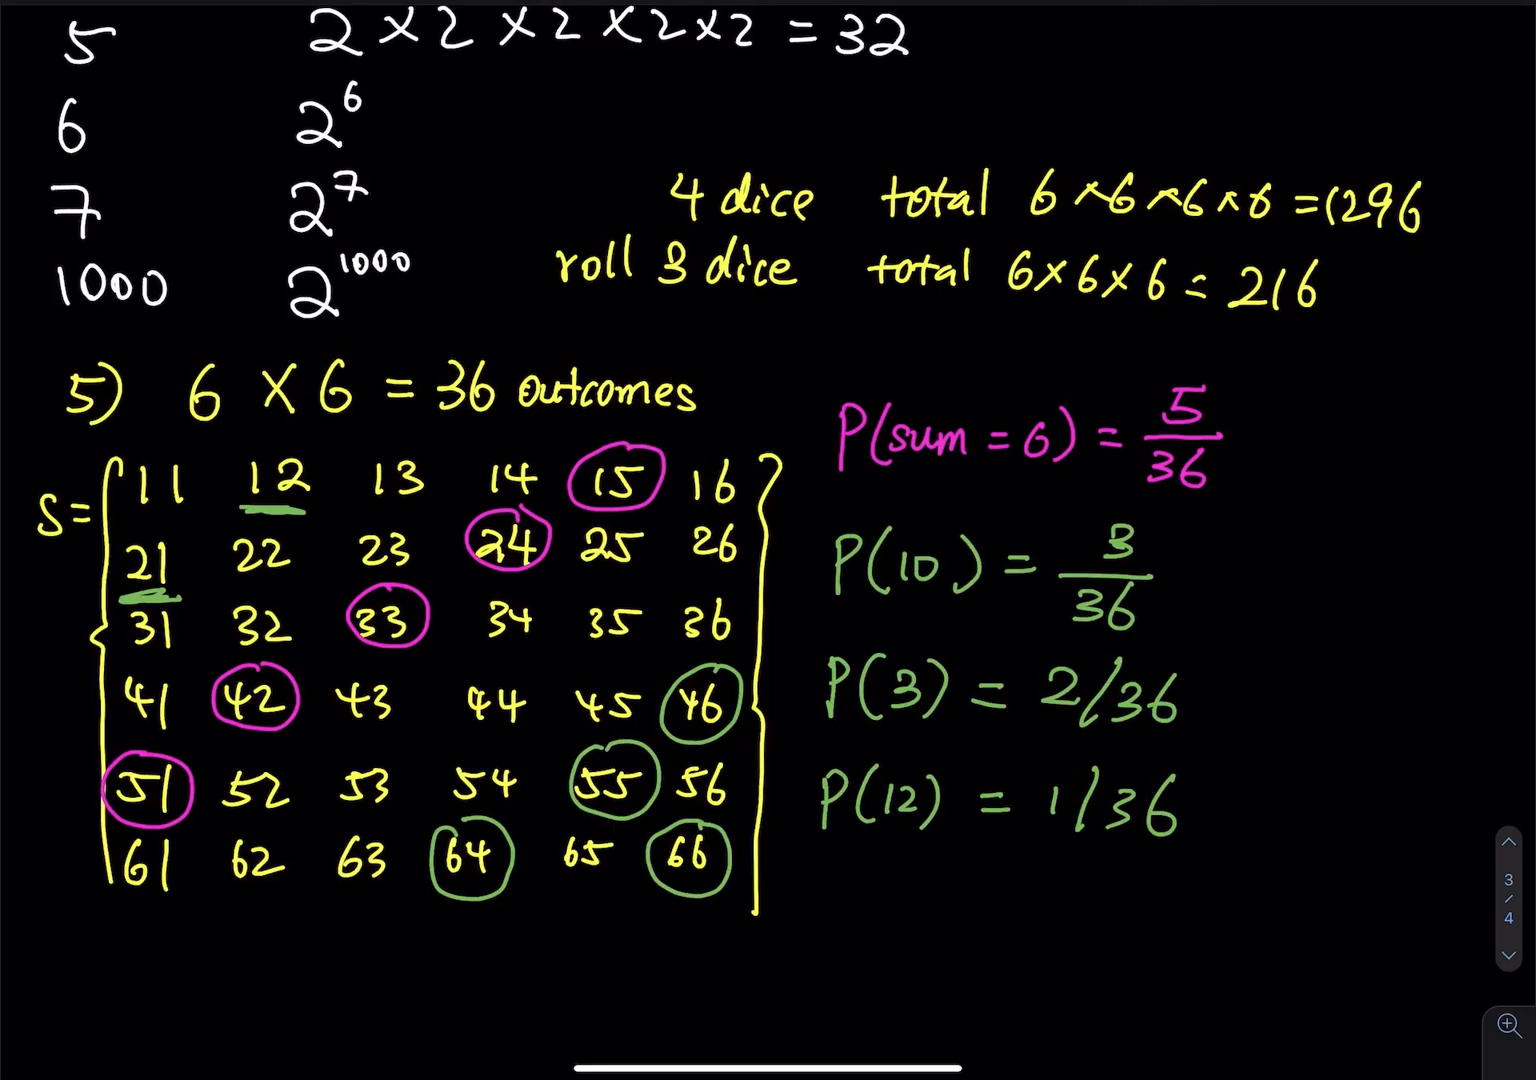 5 2 × 2 × 2 × 2 × 2 = 32
6 2^6
7 2^7
1000 2^1000
4 dice total 6 × 6 × 6 × 6 = 1296
roll 3 dice total 6 × 6 × 6 = 216
5) 6 × 6 = 36 outcomes
S = { 11 12 13 14 15 16
21 22 23 24 25 26
31 32 33 34 35 36
41 42 43 44 45 46
51 52 53 54 55 56
61 62 63 64 65 66 }
P(sum = 6) = 5/36
P(10) = 3/36
P(3) = 2/36
P(12) = 1/36
3 / 4